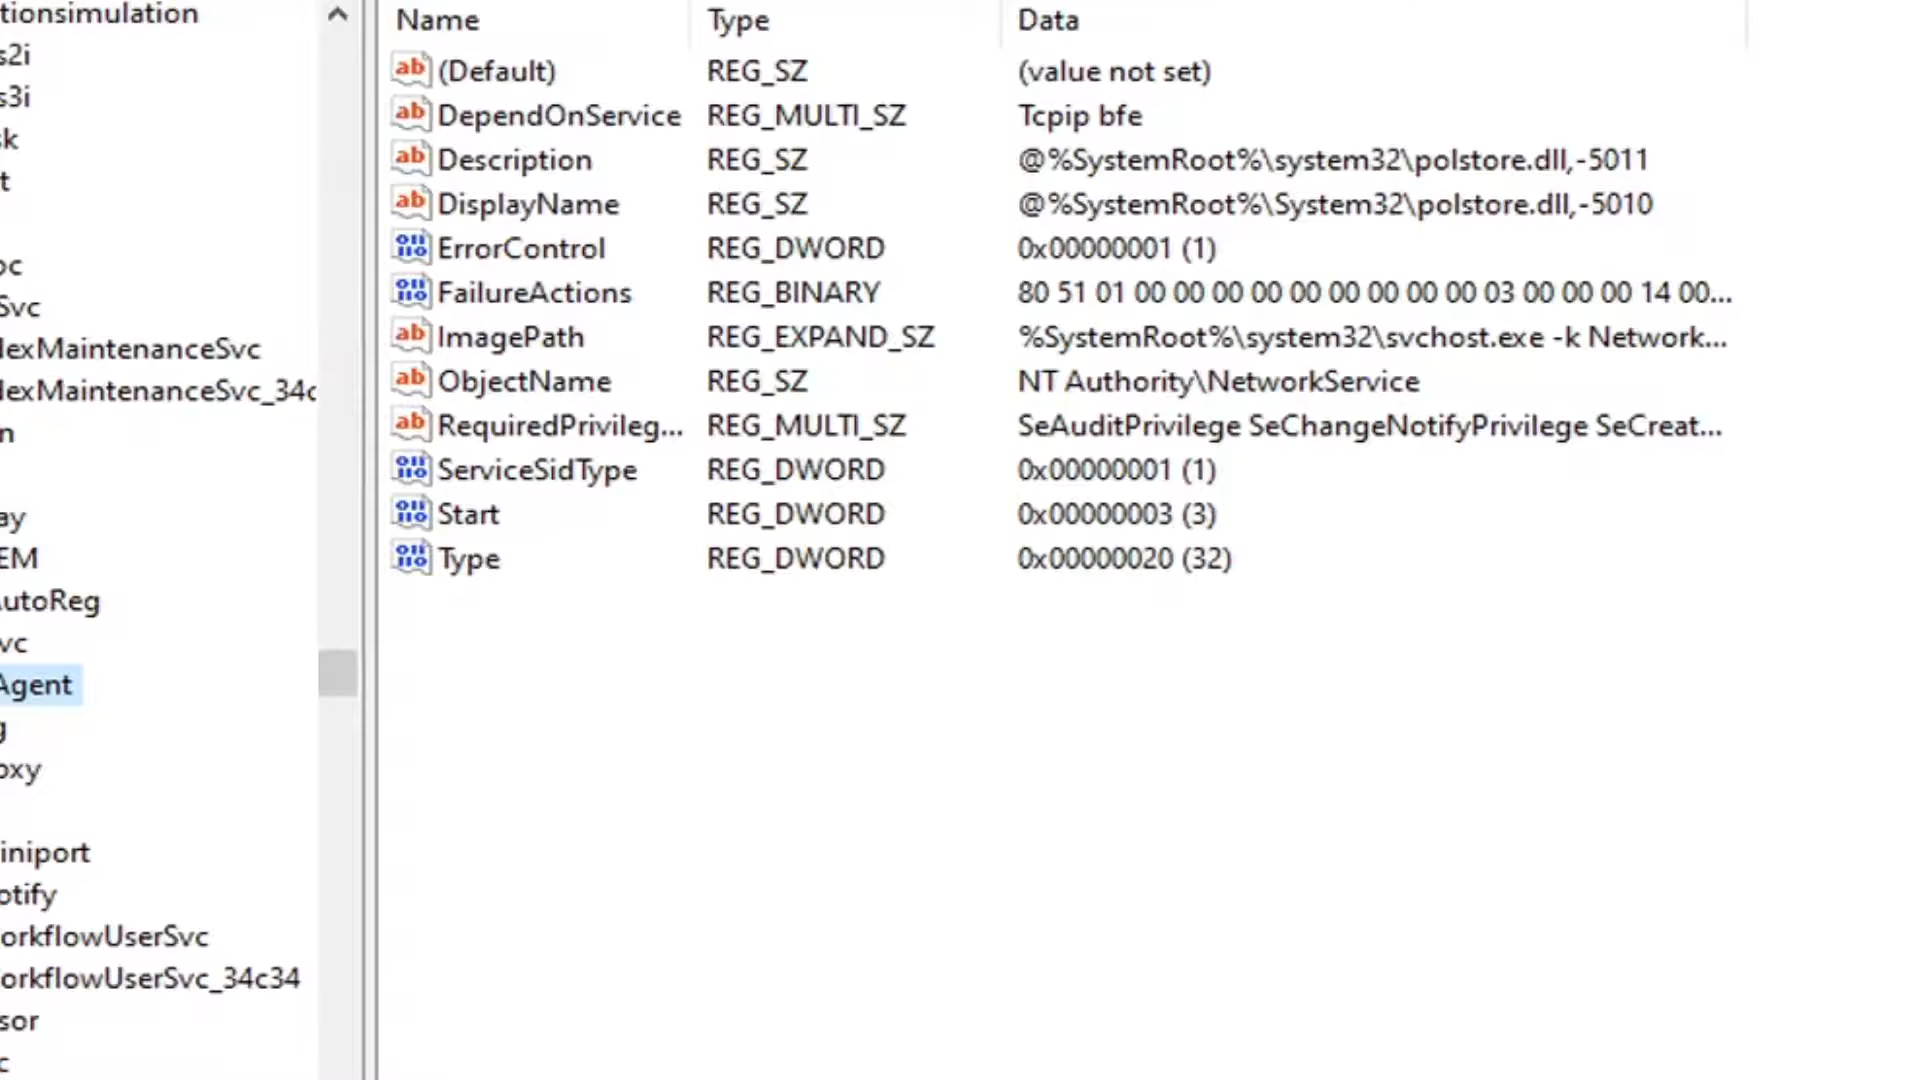 tionsimulation
s2i
s3i
sk
t
oc
Svc
lexMaintenanceSvc
lexMaintenanceSvc_34c
n
ay
EM
AutoReg
vc
Agent
g
oxy
iniport
otify
orkflowUserSvc
orkflowUserSvc_34c34
sor
c
Name Type Data
(Default) REG_SZ (value not set)
DependOnService REG_MULTI_SZ Tcpip bfe
Description REG_SZ @%SystemRoot%\system32\polstore.dll,-5011
DisplayName REG_SZ @%SystemRoot%\System32\polstore.dll,-5010
ErrorControl REG_DWORD 0x00000001 (1)
FailureActions REG_BINARY 80 51 01 00 00 00 00 00 00 00 00 00 03 00 00 00 14 00...
ImagePath REG_EXPAND_SZ %SystemRoot%\system32\svchost.exe -k Network...
ObjectName REG_SZ NT Authority\NetworkService
RequiredPrivileg... REG_MULTI_SZ SeAuditPrivilege SeChangeNotifyPrivilege SeCreat...
ServiceSidType REG_DWORD 0x00000001 (1)
Start REG_DWORD 0x00000003 (3)
Type REG_DWORD 0x00000020 (32)